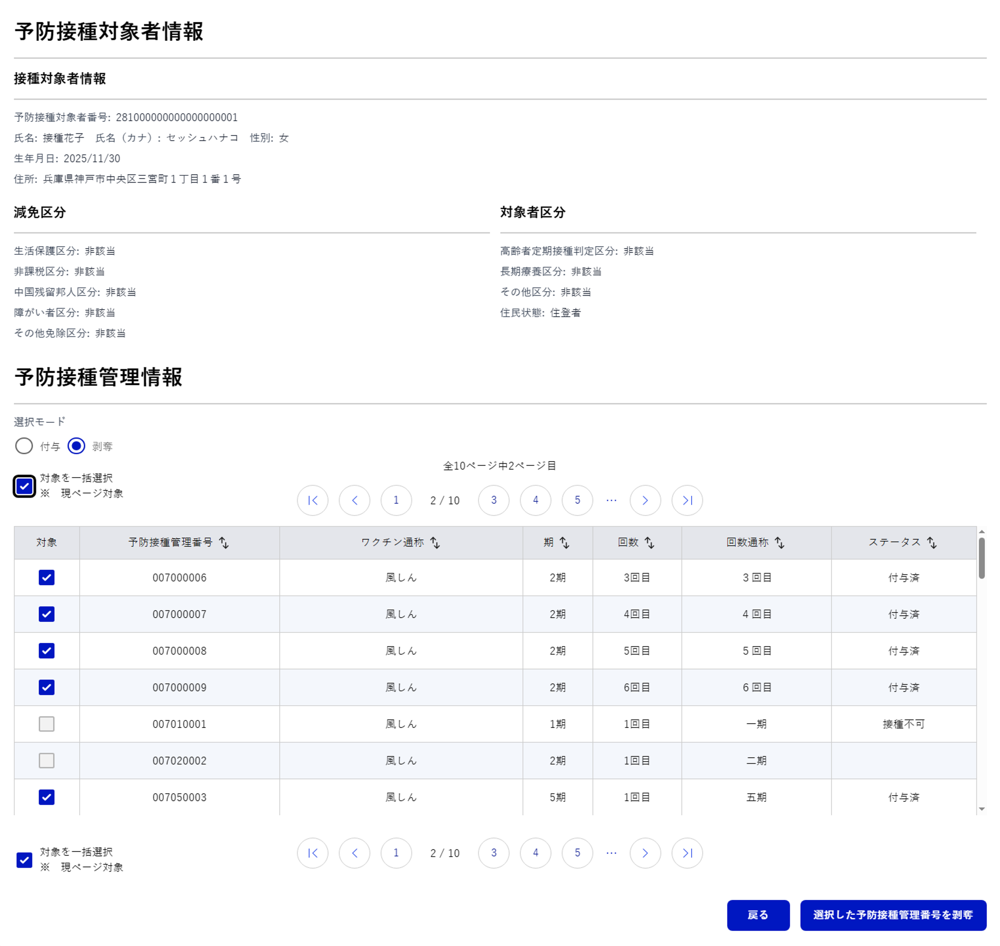 予防接種対象者情報
接種対象者情報
予防接種対象者番号: 281000000000000000001
氏名: 接種花子　氏名（カナ）: セッシュハナコ　性別: 女
生年月日: 2025/11/30
住所: 兵庫県神戸市中央区三宮町１丁目１番１号
減免区分
生活保護区分: 非該当
非課税区分: 非該当
中国残留邦人区分: 非該当
障がい者区分: 非該当
その他免除区分: 非該当
対象者区分
高齢者定期接種判定区分: 非該当
長期療養区分: 非該当
その他区分: 非該当
住民状態: 住登者
予防接種管理情報
選択モード
付与 剥奪
全10ページ中2ページ目
対象を一括選択
※　現ページ対象
1 2 / 10 3 4 5 …
対象 予防接種管理番号 ワクチン通称 期 回数 回数通称 ステータス
007000006 風しん 2期 3回目 ３回目 付与済
007000007 風しん 2期 4回目 ４回目 付与済
007000008 風しん 2期 5回目 ５回目 付与済
007000009 風しん 2期 6回目 ６回目 付与済
007010001 風しん 1期 1回目 一期 接種不可
007020002 風しん 2期 1回目 二期
007050003 風しん 5期 1回目 五期 付与済
対象を一括選択
※　現ページ対象
1 2 / 10 3 4 5 …
戻る 選択した予防接種管理番号を剥奪